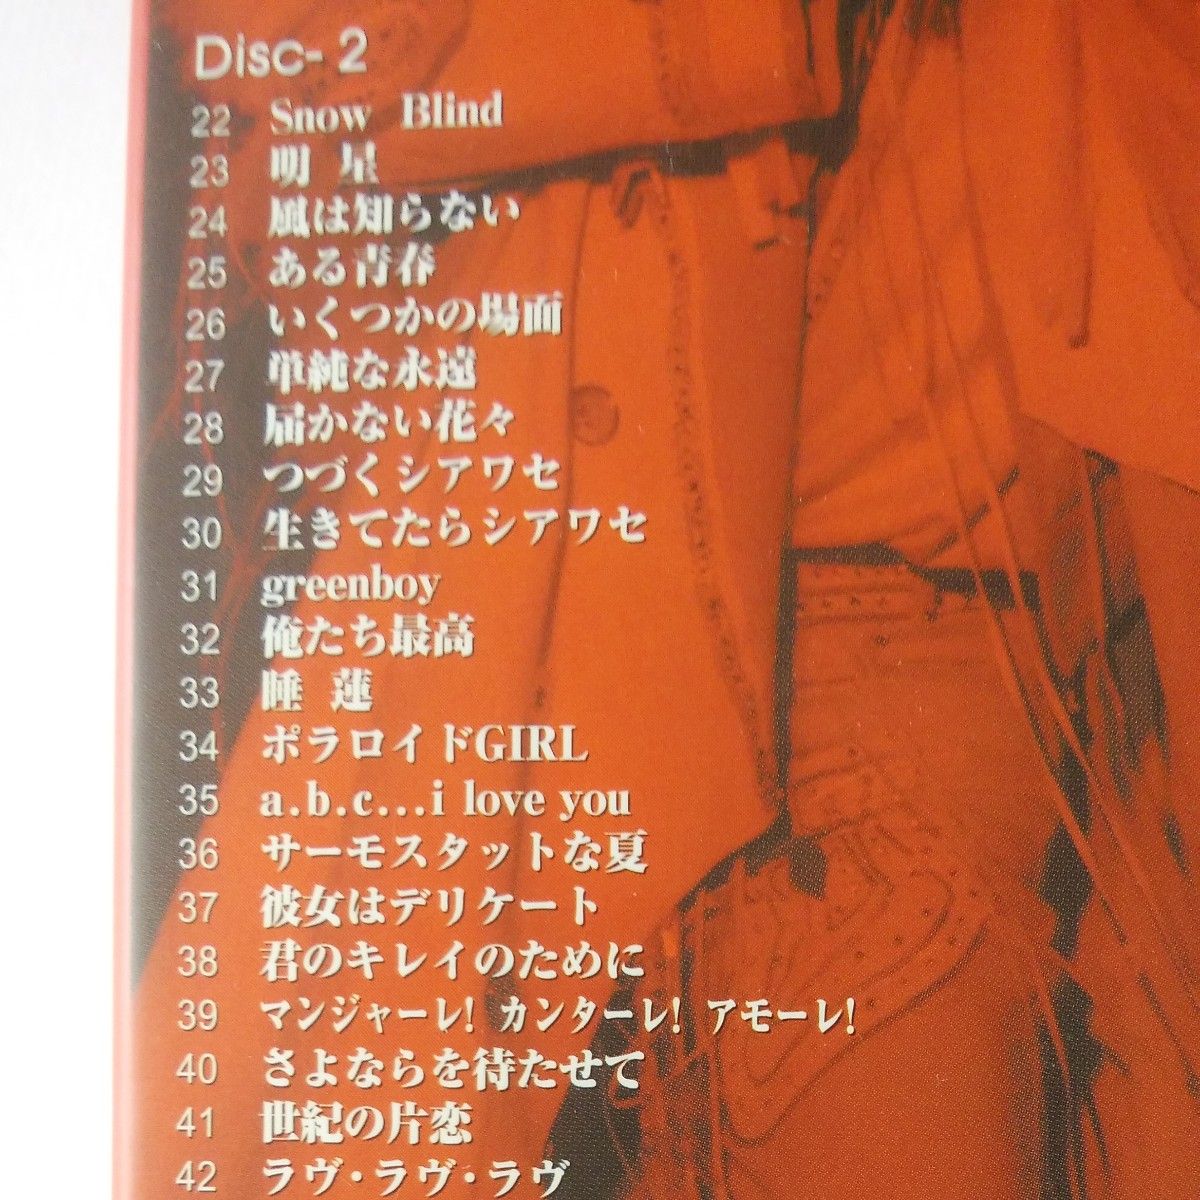 Disc- 2
22 Snow Blind
23 明 星
24 風は知らない
25 ある青春
26 いくつかの場面
27 単純な永遠
28 届かない花々
29 つづくシアワセ
30 生きてたらシアワセ
31 greenboy
32 俺たち最高
33 睡 蓮
34 ポラロイドGIRL
35 a.b.c...i love you
36 サーモスタットな夏
37 彼女はデリケート
38 君のキレイのために
39 マンジャーレ! カンターレ! アモーレ!
40 さよならを待たせて
41 世紀の片恋
42 ラヴ・ラヴ・ラヴ